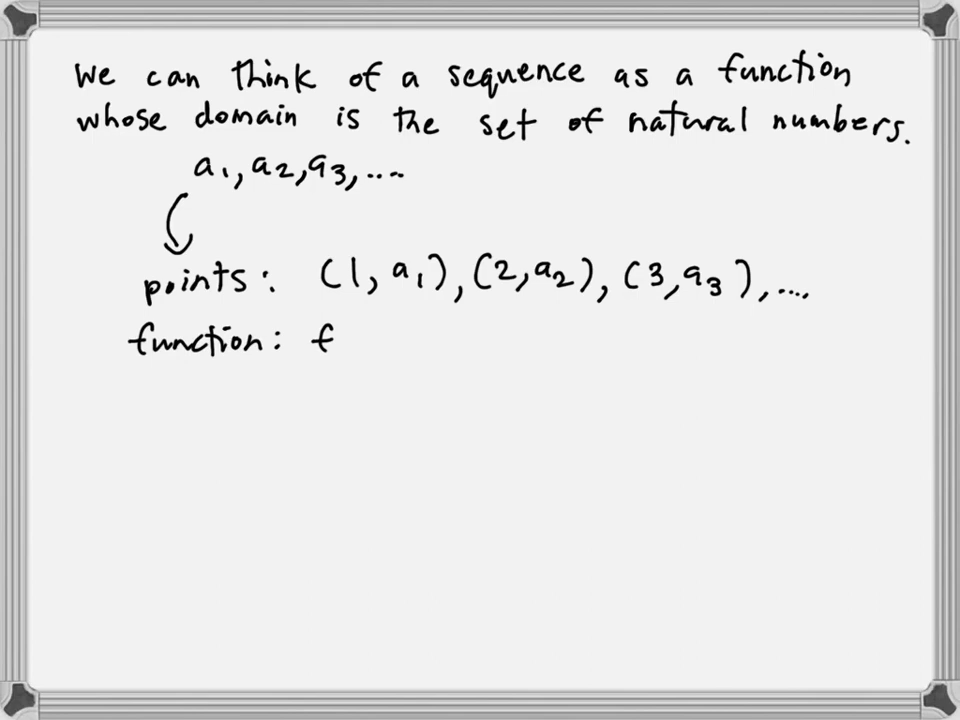 We can think of a sequence as a function
whose domain is the set of natural numbers.
a1, a2, a3, ....
points: (1, a1), (2, a2), (3, a3), ....
function: f